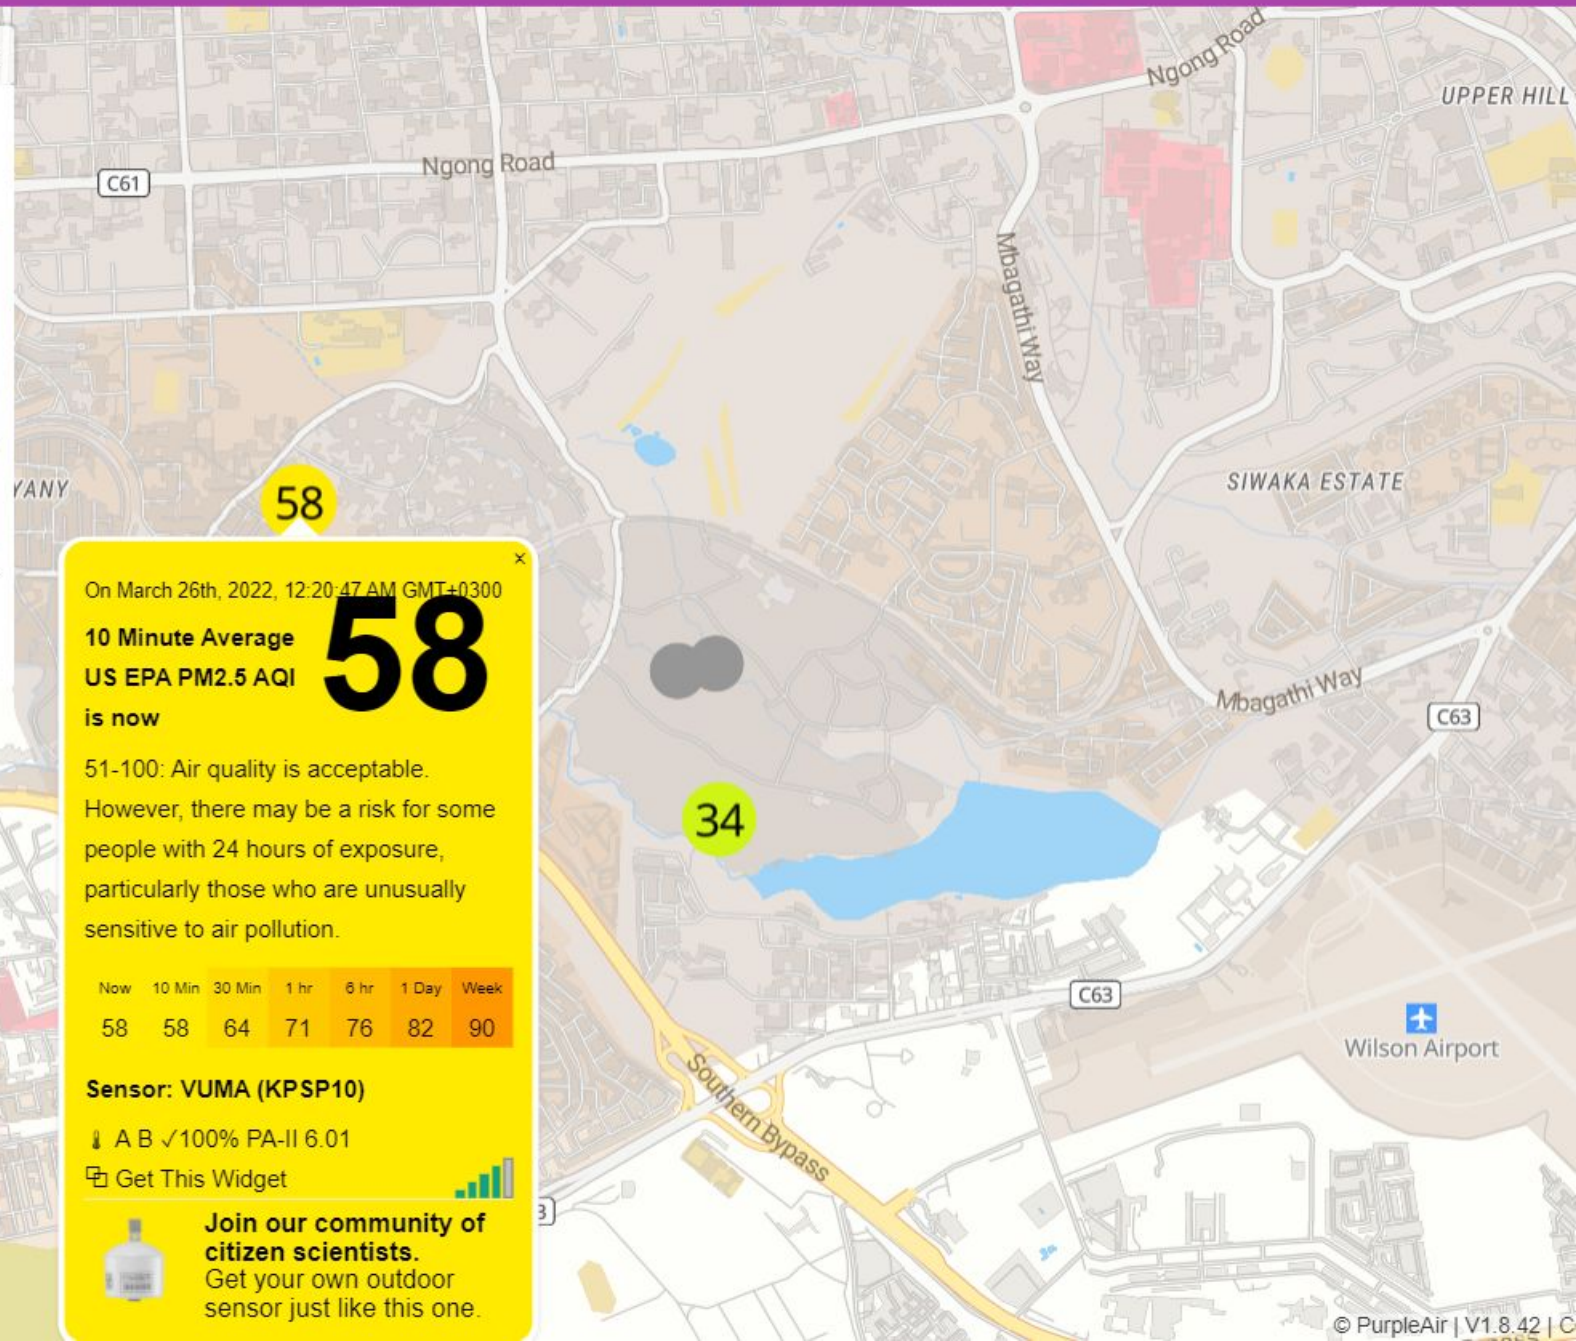 Ngong Road
UPPER HILL
Ngong Road
C61
Mbagathi Way
YANY
SIWAKA ESTATE
58
x
On March 26th, 2022, 12:20:47 AM GMT+0300
10 Minute Average
US EPA PM2.5 AQI
is now
58
51-100: Air quality is acceptable.
However, there may be a risk for some
people with 24 hours of exposure,
particularly those who are unusually
sensitive to air pollution.
Now 10 Min 30 Min 1 hr 6 hr 1 Day Week
58 58 64 71 76 82 90
Sensor: VUMA (KPSP10)
A B ✓100% PA-II 6.01
Get This Widget
Join our community of
citizen scientists.
Get your own outdoor
sensor just like this one.
Mbagathi Way
C63
34
C63
Wilson Airport
Southern Bypass
3
© PurpleAir | V1.8.42 | C